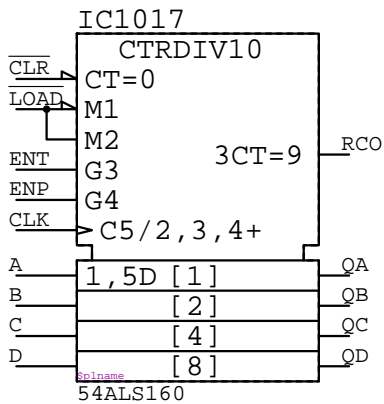 IC1017
CTRDIV10
CLR CT=0
LOAD M1
M2
ENT G3 3CT=9 RCO
ENP G4
CLK C5/2,3,4+
A 1,5D [1] QA
B [2] QB
C [4] QC
D [8] QD
$plname
54ALS160